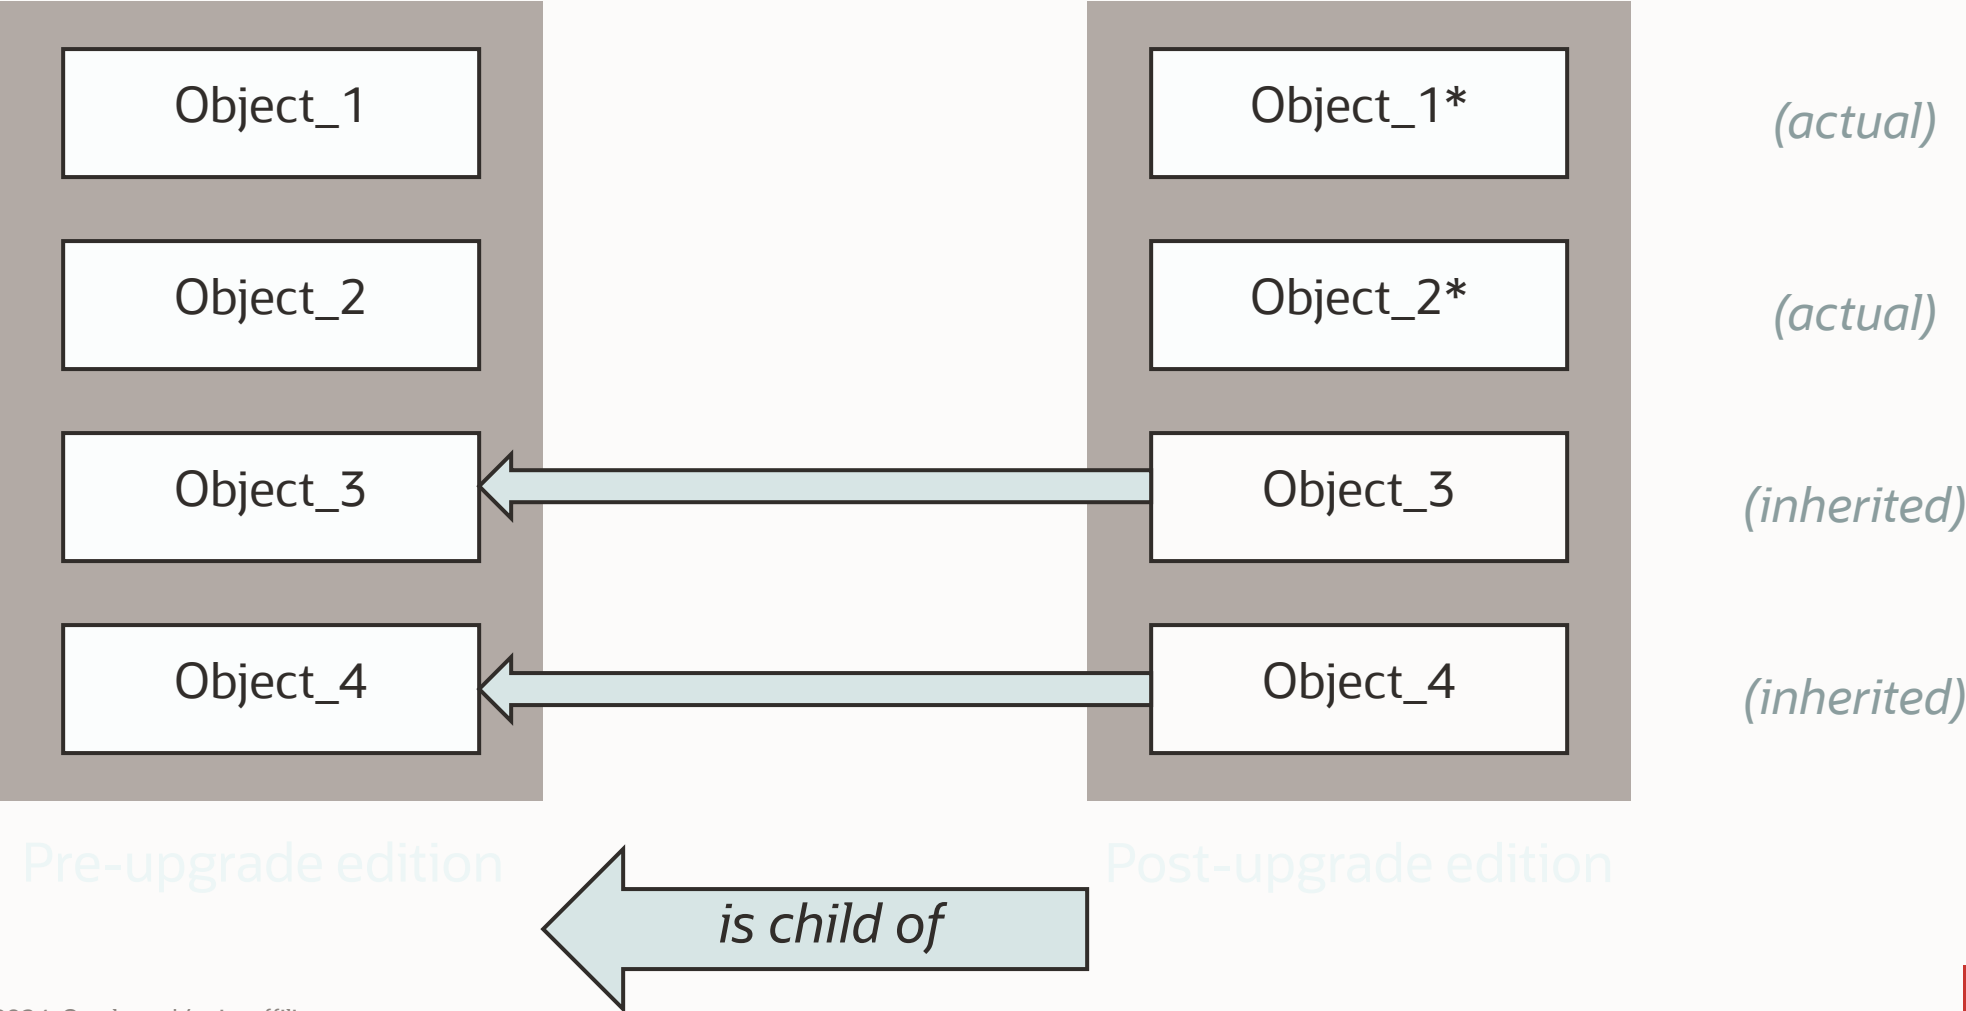 Object_1
Object_1*
(actual)
Object_2
Object_2*
(actual)
Object_3
Object_3
(inherited)
Object_4
Object_4
(inherited)
Pre-upgrade edition
Post-upgrade edition
is child of